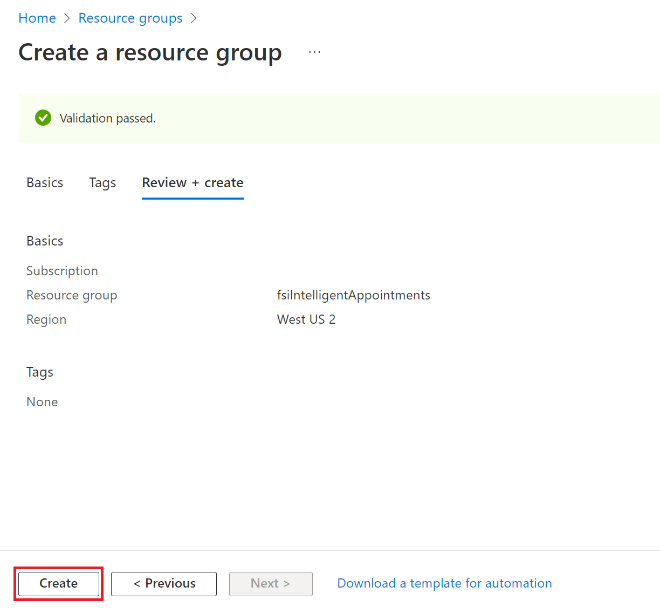 Home > Resource groups >
Create a resource group ...
Validation passed.
Basics Tags Review + create
Basics
Subscription
Resource group fsiIntelligentAppointments
Region West US 2
Tags
None
Create < Previous Next > Download a template for automation